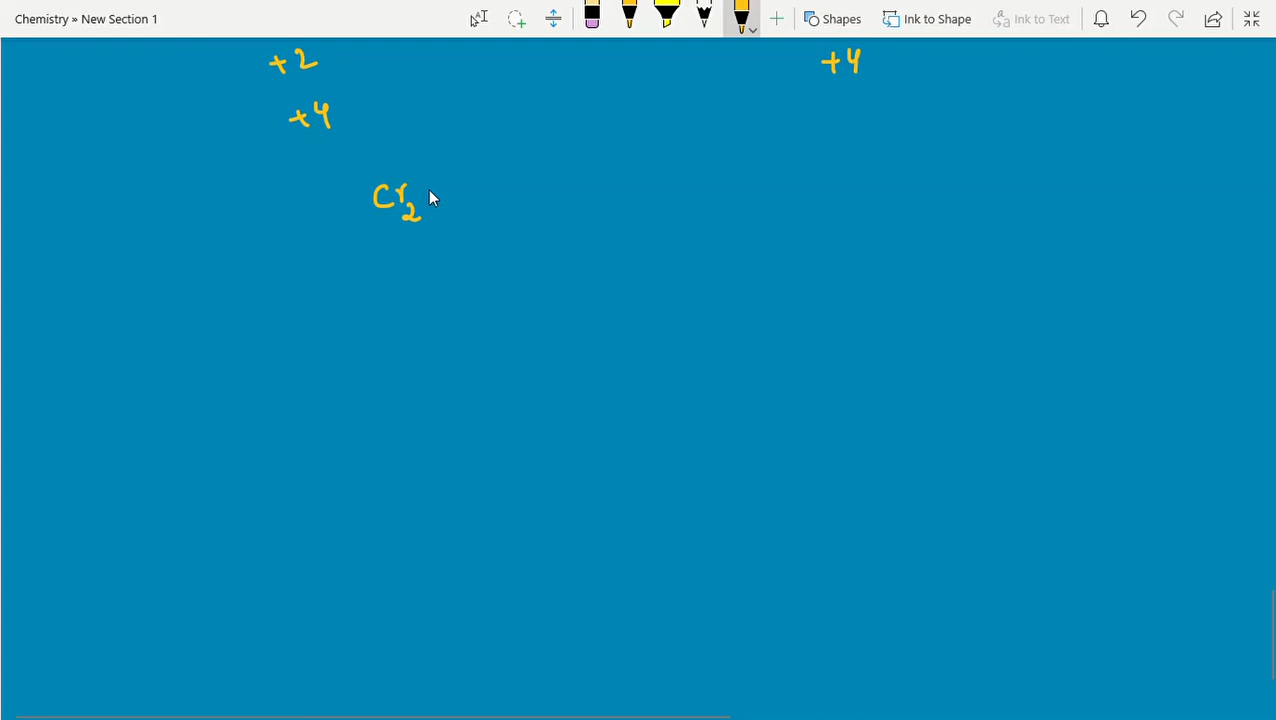 Chemistry » New Section 1
Shapes
Ink to Shape
Ink to Text
+2
+4
+4
Cr2